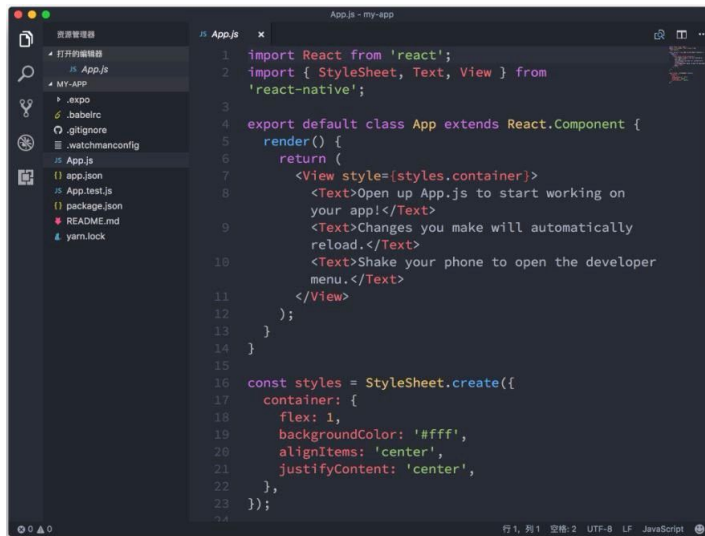 App.js - my-app
资源管理器
打开的编辑器
JS App.js
MY-APP
.expo
.babelrc
.gitignore
.watchmanconfig
JS App.js
{} app.json
JS App.test.js
{} package.json
README.md
yarn.lock
JS App.js ×
1 import React from 'react';
2 import { StyleSheet, Text, View } from
'react-native';
3
4 export default class App extends React.Component {
5 render() {
6 return (
7 <View style={styles.container}>
8 <Text>Open up App.js to start working on
your app!</Text>
9 <Text>Changes you make will automatically
reload.</Text>
10 <Text>Shake your phone to open the developer
menu.</Text>
11 </View>
12 );
13 }
14 }
15
16 const styles = StyleSheet.create({
17 container: {
18 flex: 1,
19 backgroundColor: '#fff',
20 alignItems: 'center',
21 justifyContent: 'center',
22 },
23 });
24
0 0 行 1, 列 1 空格: 2 UTF-8 LF JavaScript